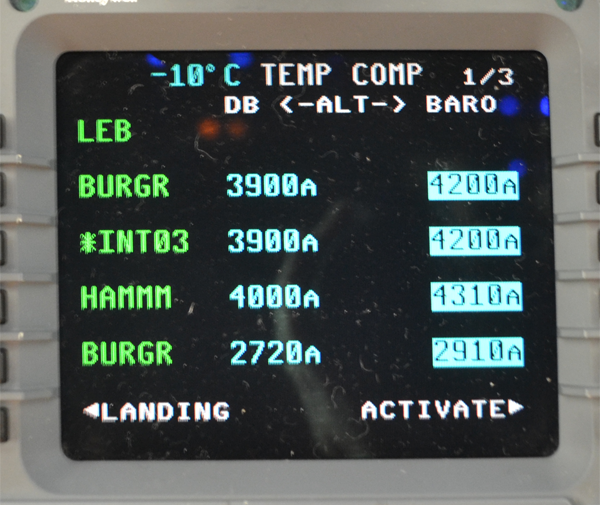 -10°C TEMP COMP 1/3
DB <-ALT-> BARO
LEB
BURGR 3900A 4200A
*INT03 3900A 4200A
HAMMM 4000A 4310A
BURGR 2720A 2910A
◄LANDING ACTIVATE►